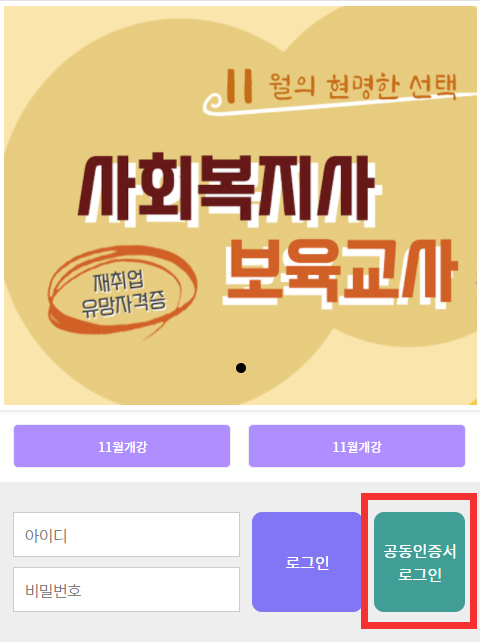 11월의 현명한 선택
사회복지사
보육교사
재취업
유망자격증
11월개강
11월개강
아이디
비밀번호
로그인
공동인증서
로그인